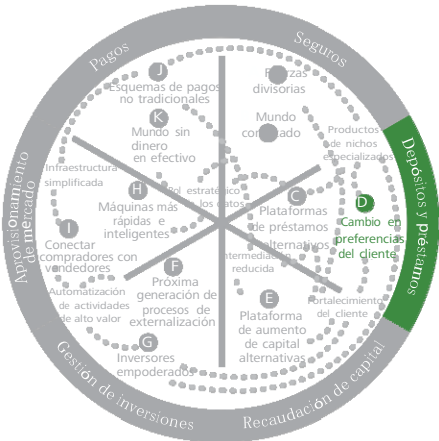 Pagos
Seguros
Depósitos y préstamos
Recaudación de capital
Gestión de inversiones
Aprovisionamiento
de mercado
J
Esquemas de pagos
no tradicionales
K
Mundo sin
dinero
en efectivo
divisorias
Mundo
Productos
de nichos
especializados
Infraestructura
simplificada
H
Máquinas más
rápidas e
inteligentes
Rol estratégico
los datos
C
Plataformas
de préstamos
alternativos
D
Cambio en
preferencias
del cliente
I
Conectar
compradores con
vendedores
Intermediación
reducida
F
Próxima
generación de
procesos de
externalización
Automatización
de actividades
de alto valor
E
Plataforma
de aumento
de capital
alternativas
Fortalecimiento
del cliente
G
Inversores
empoderados